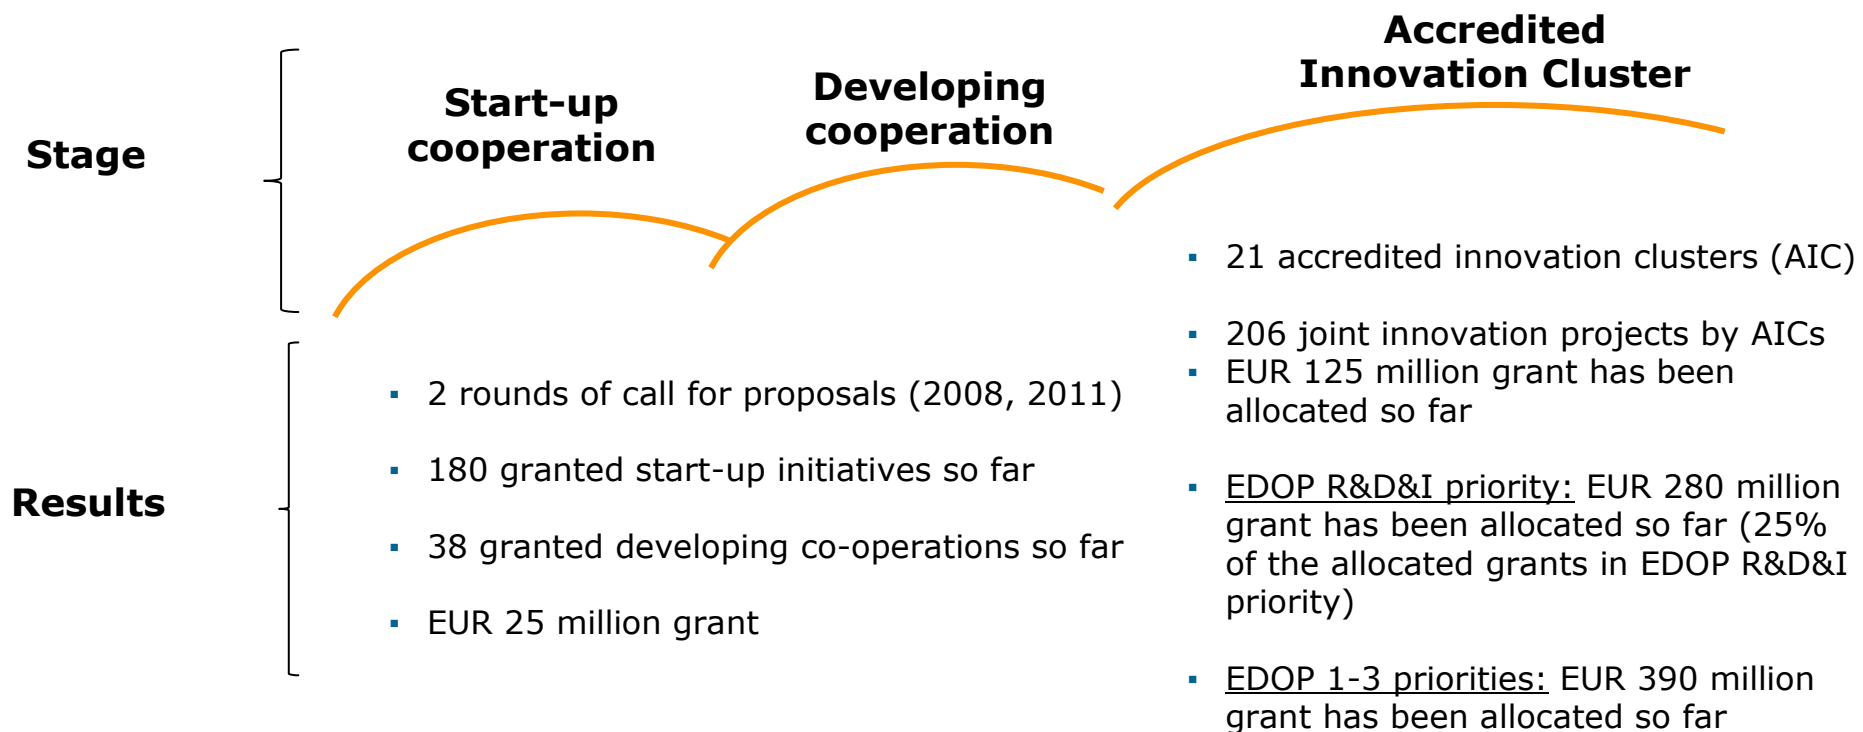 Stage
Start-up
cooperation
Developing
cooperation
Accredited
Innovation Cluster
Results
▪ 2 rounds of call for proposals (2008, 2011)
▪ 180 granted start-up initiatives so far
▪ 38 granted developing co-operations so far
▪ EUR 25 million grant
▪ 21 accredited innovation clusters (AIC)
▪ 206 joint innovation projects by AICs
▪ EUR 125 million grant has been
allocated so far
▪ EDOP R&D&I priority: EUR 280 million
grant has been allocated so far (25%
of the allocated grants in EDOP R&D&I
priority)
▪ EDOP 1-3 priorities: EUR 390 million
grant has been allocated so far